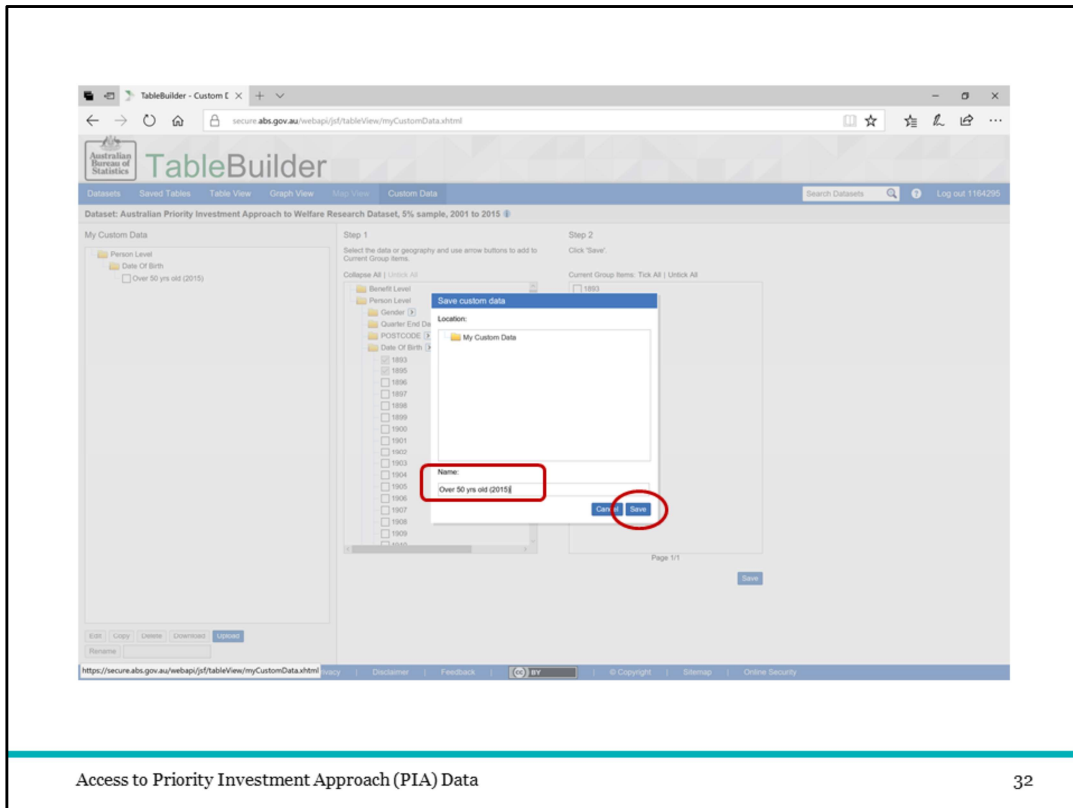 TableBuilder - Custom D
secure.abs.gov.au/webapi/jsf/tableView/myCustomData.xhtml
Australian
Bureau of
Statistics
TableBuilder
Datasets Saved Tables Table View Graph View Map View Custom Data Search Datasets Log out 1164295
Dataset: Australian Priority Investment Approach to Welfare Research Dataset, 5% sample, 2001 to 2015
My Custom Data
Person Level
Date Of Birth
Over 50 yrs old (2015)
Step 1
Select the data or geography and use arrow buttons to add to
Current Group items.
Collapse All | Untick All
Benefit Level
Person Level
Gender
Quarter End Da
POSTCODE
Date Of Birth
1893
1895
1896
1897
1898
1899
1900
1901
1902
1903
1904
1905
1906
1907
1908
1909
Step 2
Click 'Save'.
Current Group Items: Tick All | Untick All
1893
Save custom data
Location:
My Custom Data
Name:
Over 50 yrs old (2015)
Cancel Save
Page 1/1
Save
Edit Copy Delete Download Upload
Rename
https://secure.abs.gov.au/webapi/jsf/tableView/myCustomData.xhtml
| Disclaimer | Feedback | (cc) BY | © Copyright | Sitemap | Online Security
Access to Priority Investment Approach (PIA) Data
32